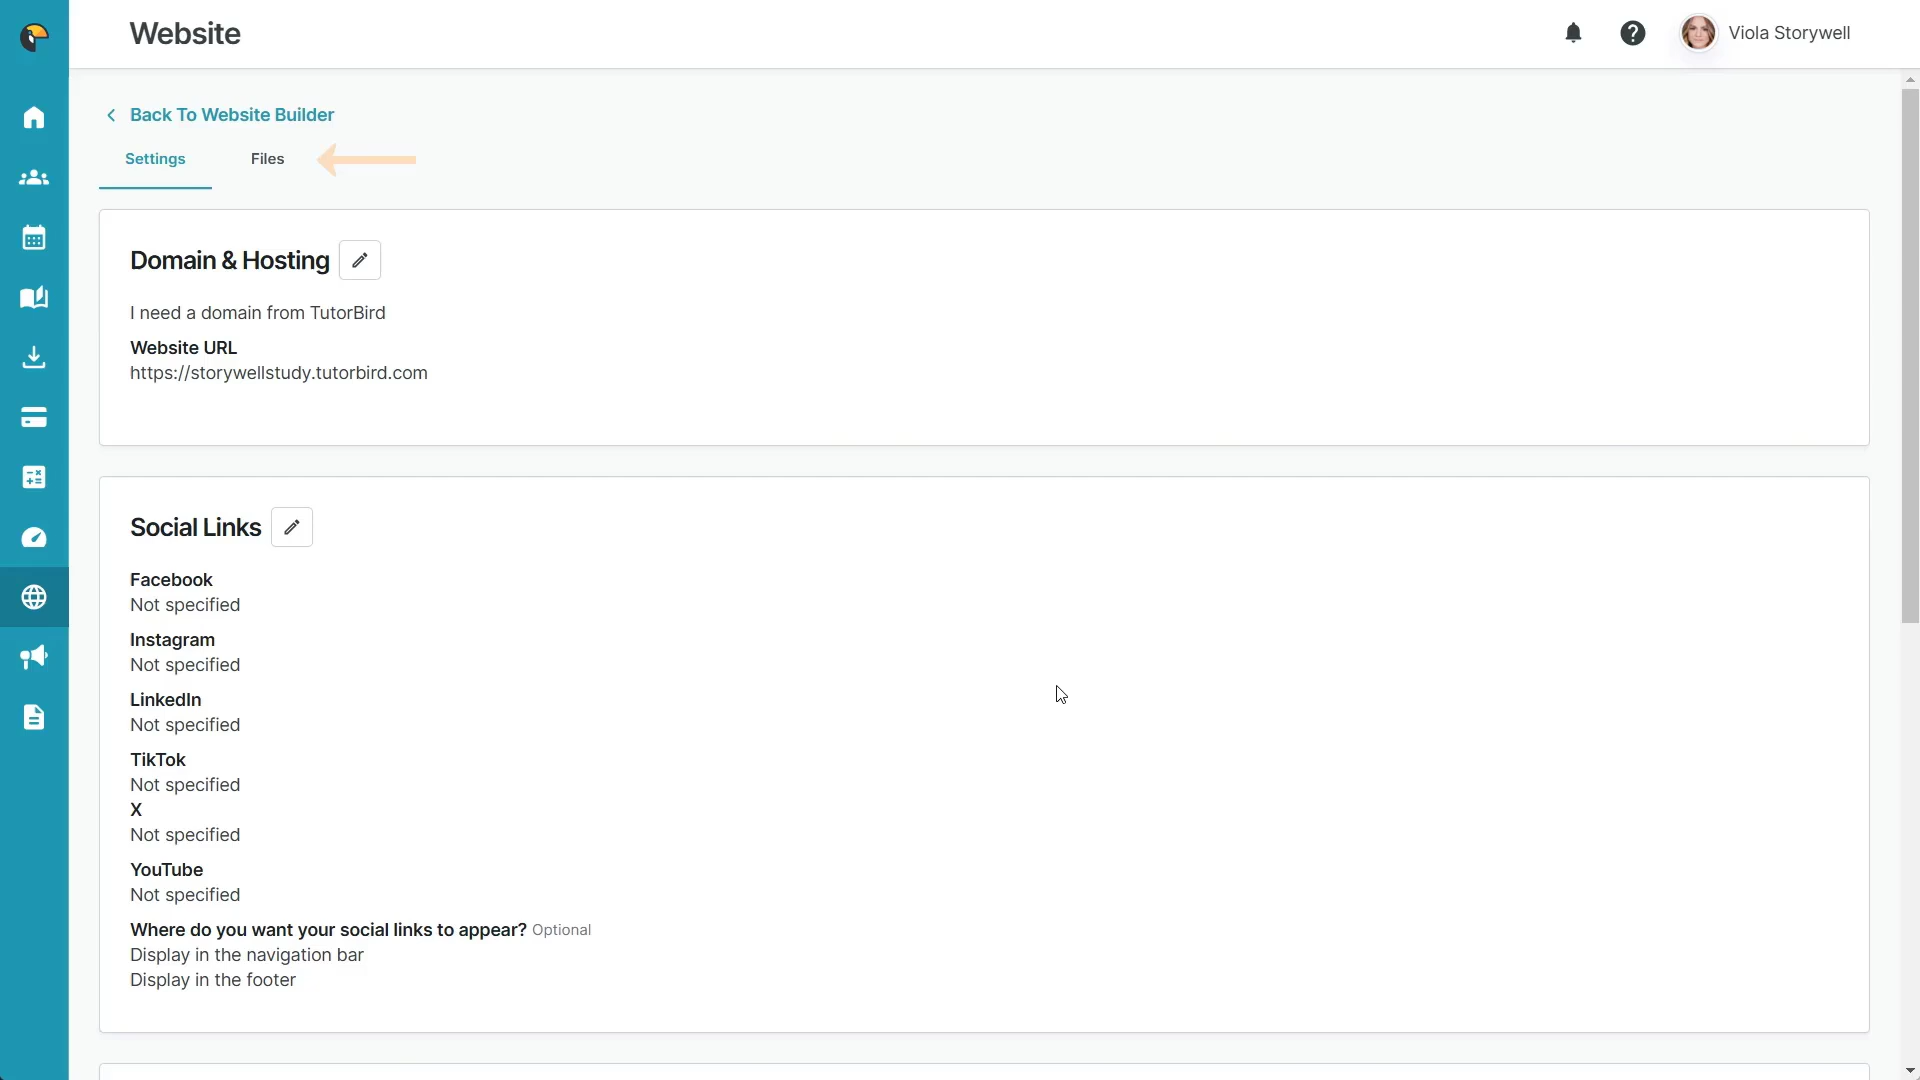 Website
Viola Storywell
Back To Website Builder
Settings
Files
Domain & Hosting
I need a domain from TutorBird
Website URL
https://storywellstudy.tutorbird.com
Social Links
Facebook
Not specified
Instagram
Not specified
LinkedIn
Not specified
TikTok
Not specified
X
Not specified
YouTube
Not specified
Where do you want your social links to appear? Optional
Display in the navigation bar
Display in the footer